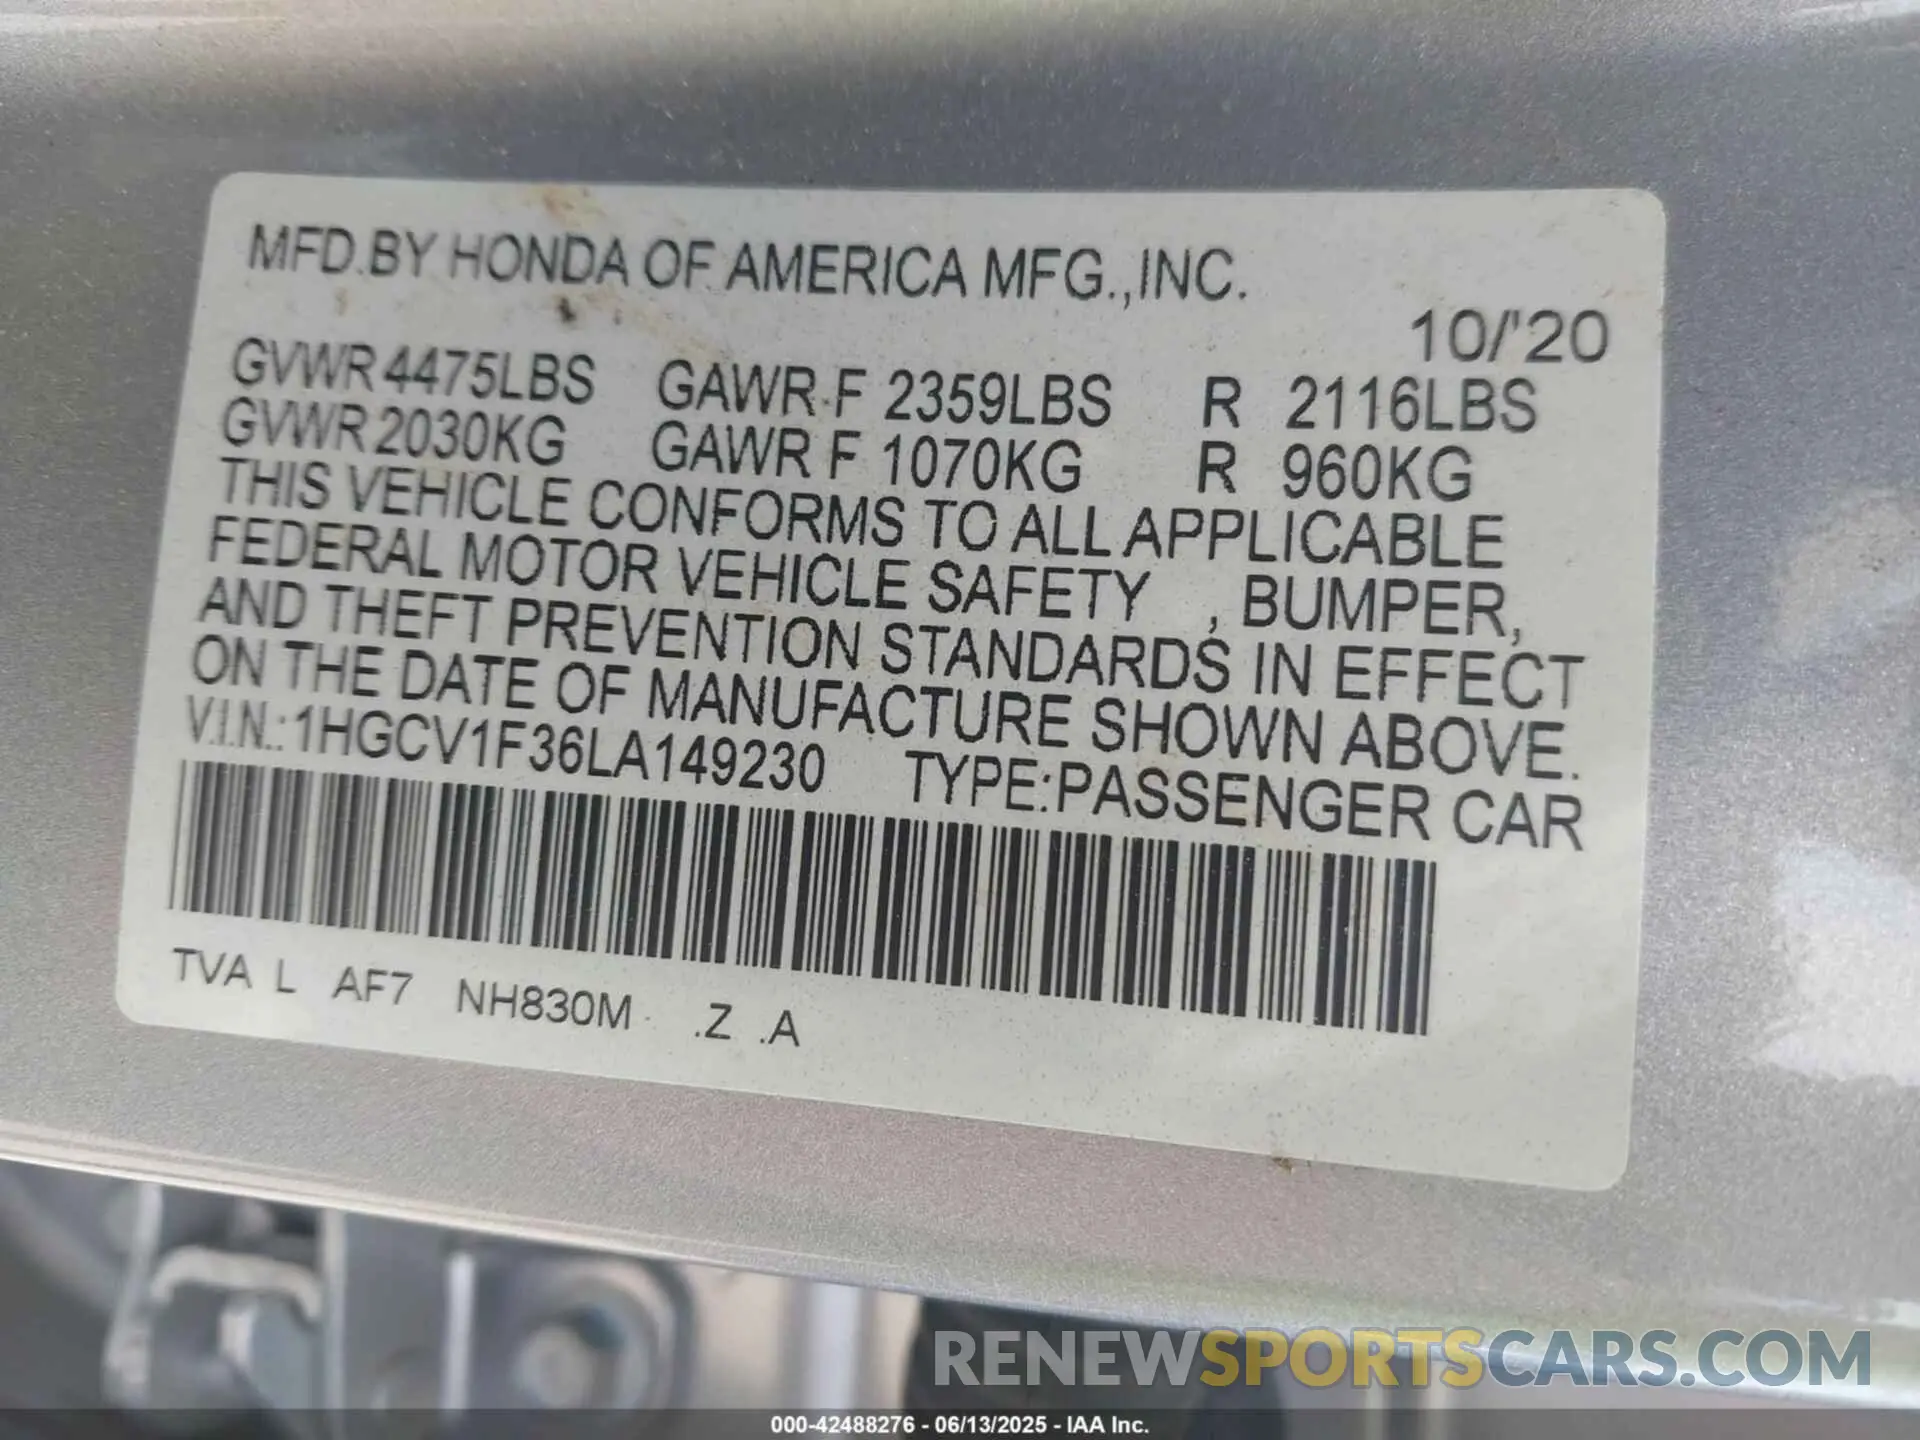 MFD.BY HONDA OF AMERICA MFG.,INC.
10/'20
GVWR 4475LBS GAWR F 2359LBS R 2116LBS
GVWR 2030KG GAWR F 1070KG R 960KG
THIS VEHICLE CONFORMS TO ALL APPLICABLE
FEDERAL MOTOR VEHICLE SAFETY , BUMPER,
AND THEFT PREVENTION STANDARDS IN EFFECT
ON THE DATE OF MANUFACTURE SHOWN ABOVE.
V.I.N.:1HGCV1F36LA149230 TYPE:PASSENGER CAR
TVA L AF7 NH830M .Z .A
RENEWSPORTSCARS.COM
000-42488276 - 06/13/2025 - IAA Inc.